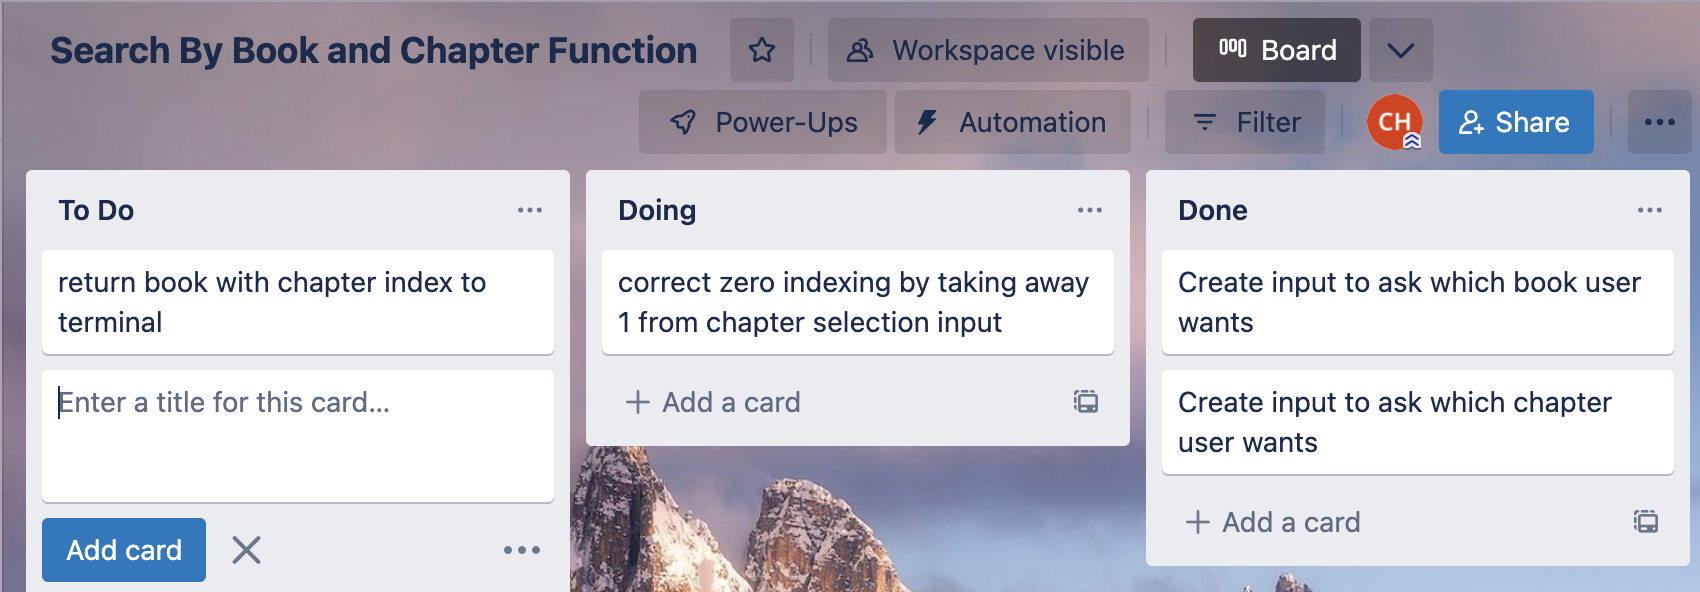 Search By Book and Chapter Function
Workspace visible
Board
Power-Ups
Automation
Filter
CH
Share
To Do
return book with chapter index to
terminal
Enter a title for this card...
Add card
Doing
correct zero indexing by taking away
1 from chapter selection input
+ Add a card
Done
Create input to ask which book user
wants
Create input to ask which chapter
user wants
+ Add a card